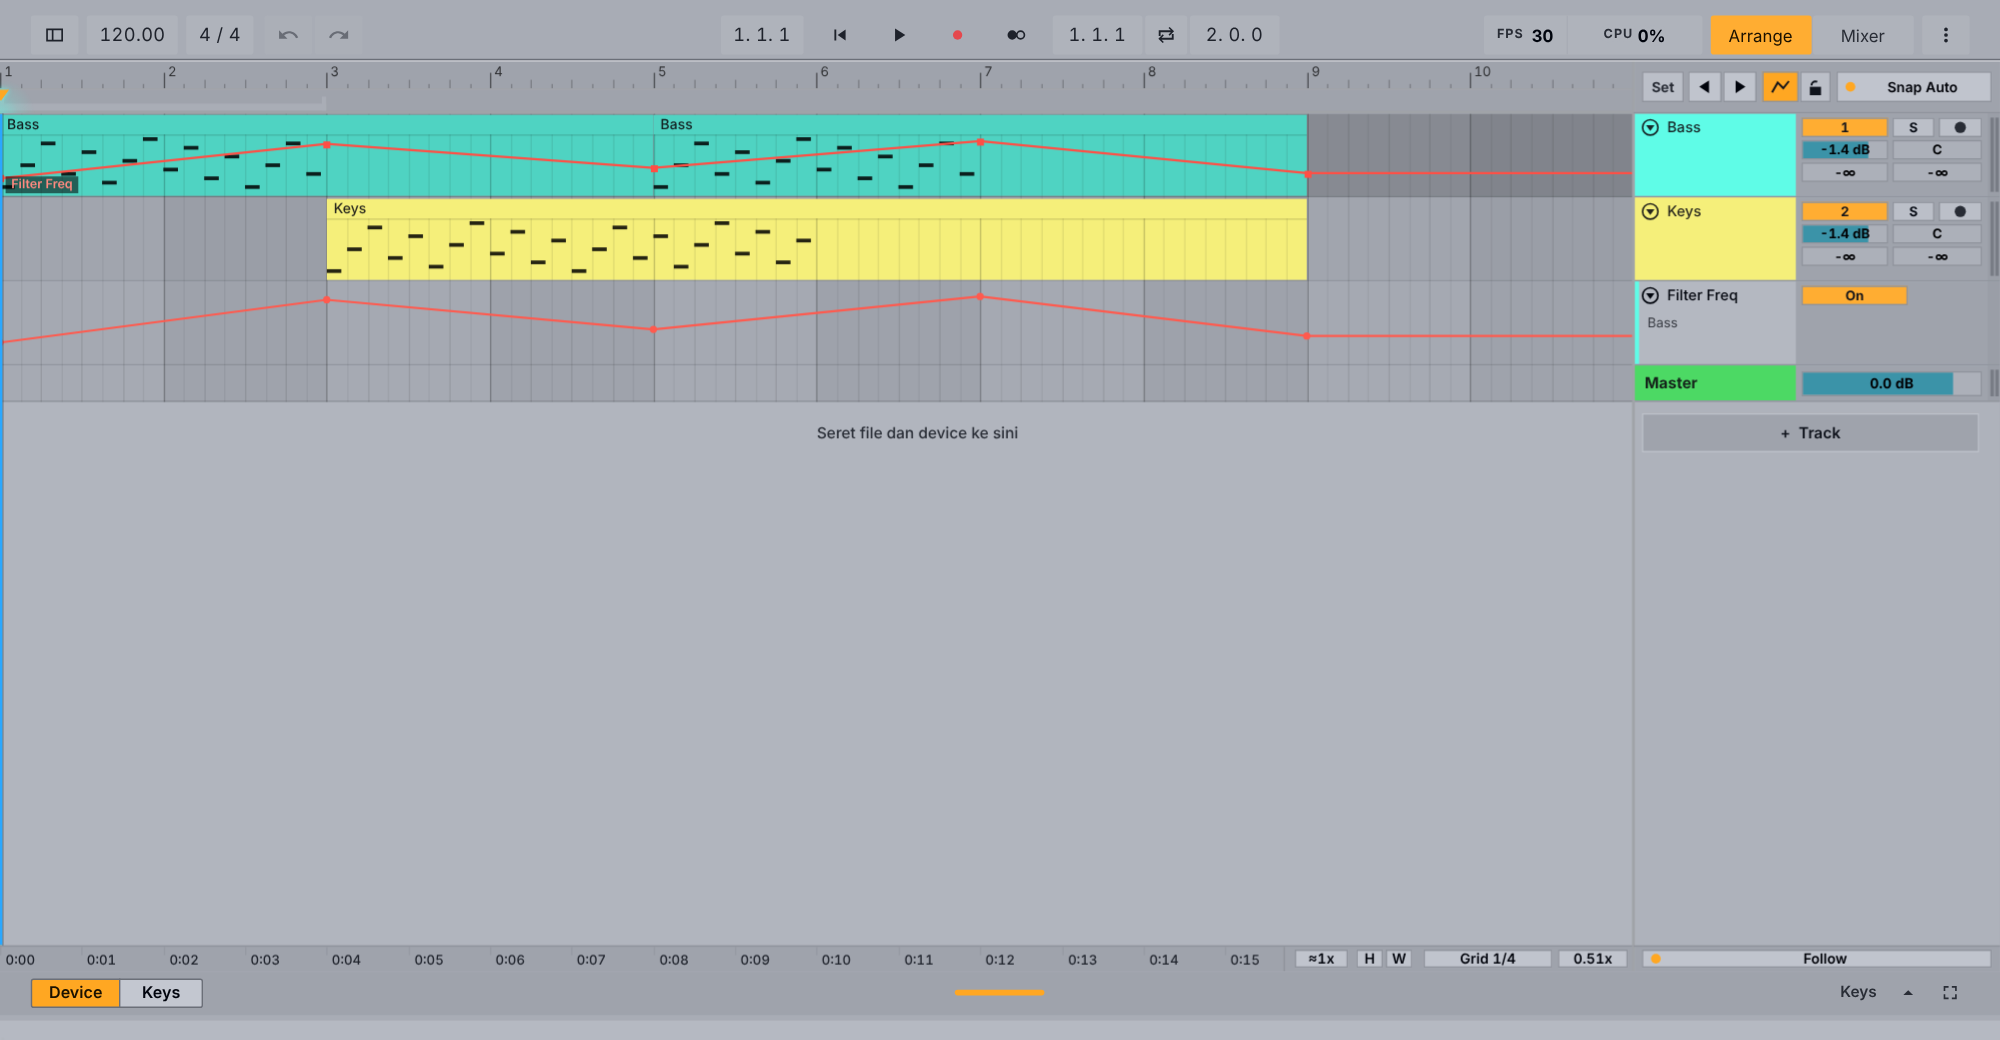 120.00 4 / 4 1. 1. 1 1. 1. 1 2. 0. 0 FPS 30 CPU 0% Arrange Mixer
1 2 3 4 5 6 7 8 9 10 Set Snap Auto
Bass Bass Bass 1 S
-1.4 dB C
Filter Freq -∞ -∞
Keys Keys 2 S
-1.4 dB C
-∞ -∞
Filter Freq On
Bass
Master 0.0 dB
Seret file dan device ke sini + Track
0:00 0:01 0:02 0:03 0:04 0:05 0:06 0:07 0:08 0:09 0:10 0:11 0:12 0:13 0:14 0:15 ≈1x H W Grid 1/4 0.51x Follow
Device Keys Keys